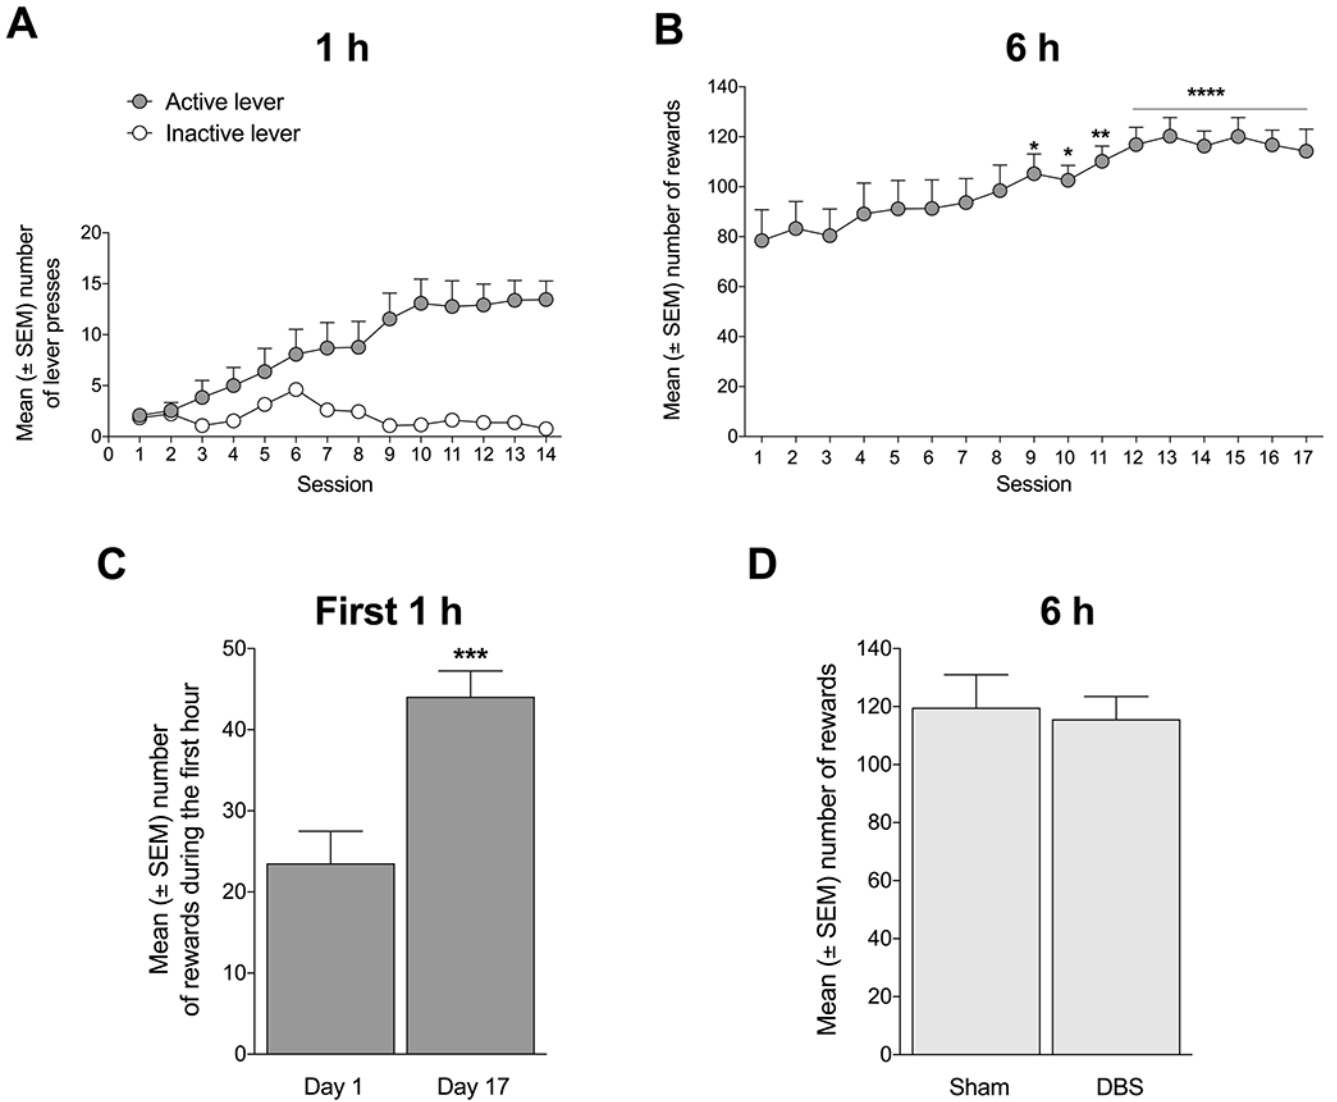 A
1 h
Active lever
Inactive lever
Mean (± SEM) number
of lever presses
20
15
10
5
0
0 1 2 3 4 5 6 7 8 9 10 11 12 13 14
Session
B
6 h
Mean (± SEM) number of rewards
140
120
100
80
60
40
20
0
* * ** ****
1 2 3 4 5 6 7 8 9 10 11 12 13 14 15 16 17
Session
C
First 1 h
Mean (± SEM) number
of rewards during the first hour
50
40
30
20
10
0
***
Day 1 Day 17
D
6 h
Mean (± SEM) number of rewards
140
120
100
80
60
40
20
0
Sham DBS